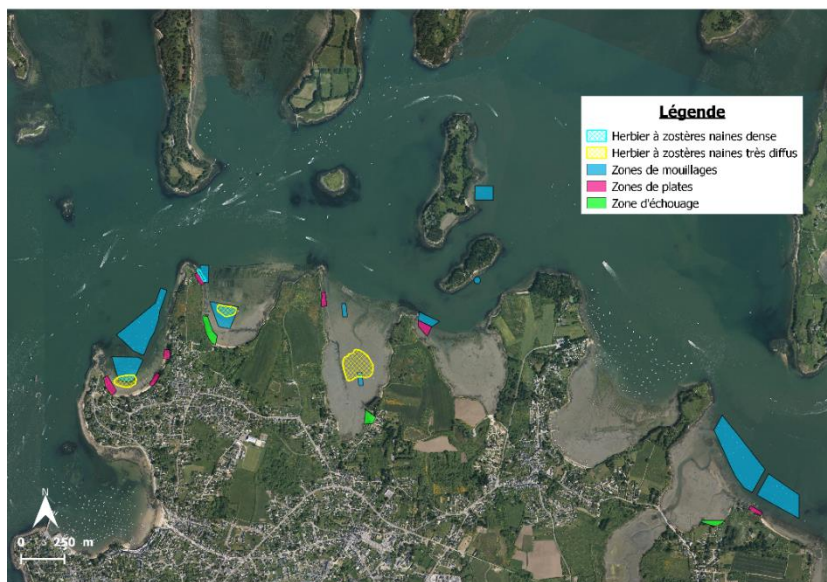 Légende
Herbier à zostères naines dense
Herbier à zostères naines très diffus
Zones de mouillages
Zones de plates
Zone d'échouage
N
0 250 m